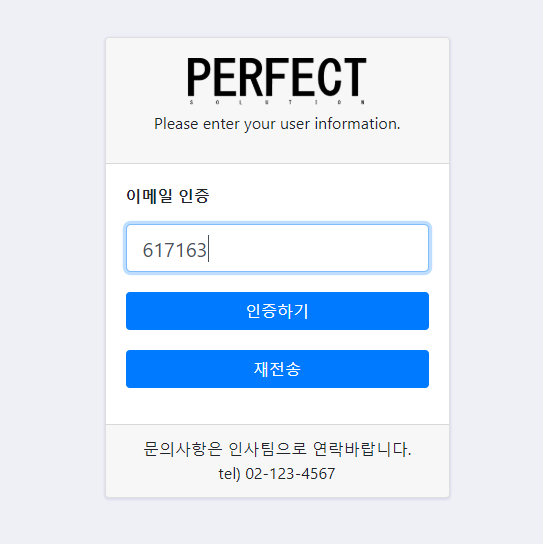 PERFECT
SOLUTION
Please enter your user information.
이메일 인증
617163
인증하기
재전송
문의사항은 인사팀으로 연락바랍니다.
tel) 02-123-4567